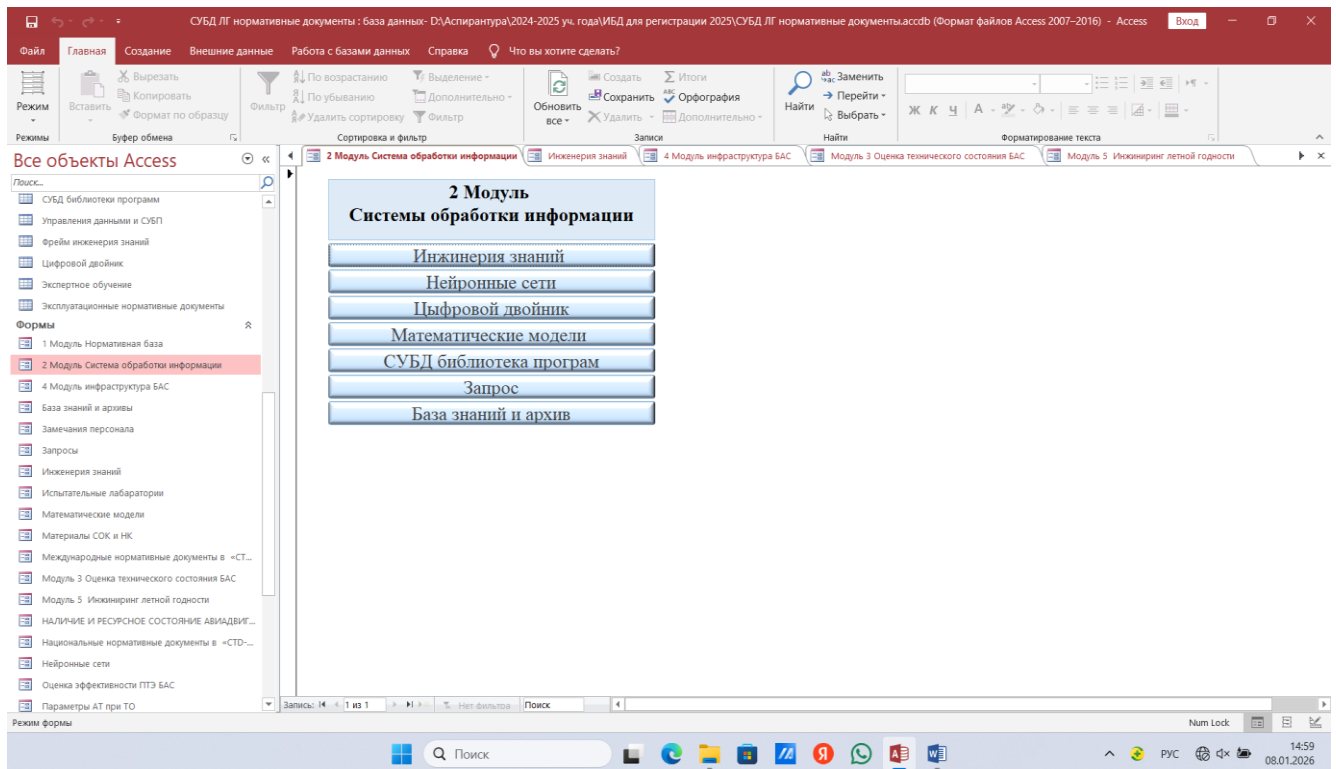 СУБД ЛГ нормативные документы : база данных- D:\Аспирантура\2024-2025 уч. года\ИБД для регистрации 2025\СУБД ЛГ нормативные документы.accdb (Формат файлов Access 2007–2016) - Access
Вход
Файл Главная Создание Внешние данные Работа с базами данных Справка Что вы хотите сделать?
Режим
Вставить
Вырезать
Копировать
Формат по образцу
Фильтр
По возрастанию
По убыванию
Удалить сортировку
Выделение
Дополнительно
Фильтр
Обновить
все
Создать
Сохранить
Удалить
Итоги
Орфография
Дополнительно
Найти
Заменить
Перейти
Выбрать
Ж К Ч А
Режимы Буфер обмена Сортировка и фильтр Записи Найти Форматирование текста
Все объекты Access
Поиск...
СУБД библиотеки программ
Управления данными и СУБП
Фрейм инженерия знаний
Цифровой двойник
Экспертное обучение
Эксплуатационные нормативные документы
Формы
1 Модуль Нормативная база
2 Модуль Система обработки информации
4 Модуль инфраструктура БАС
База знаний и архивы
Замечания персонала
Запросы
Инженерия знаний
Испытательные лабаратории
Математические модели
Материалы СОК и НК
Международные нормативные документы в «СТ...
Модуль 3 Оценка технического состояния БАС
Модуль 5 Инжиниринг летной годности
НАЛИЧИЕ И РЕСУРСНОЕ СОСТОЯНИЕ АВИАДВИГ...
Национальные нормативные документы в «СТD-...
Нейронные сети
Оценка эффективности ПТЭ БАС
Параметры АТ при ТО
2 Модуль Система обработки информации Инженерия знаний 4 Модуль инфраструктура БАС Модуль 3 Оценка технического состояния БАС Модуль 5 Инжиниринг летной годности
2 Модуль
Системы обработки информации
Инжинерия знаний
Нейронные сети
Цыфровой двойник
Математические модели
СУБД библиотека програм
Запрос
База знаний и архив
Запись: 1 из 1 Нет фильтра Поиск
Режим формы
Num Lock
Поиск
РУС
14:59
08.01.2026